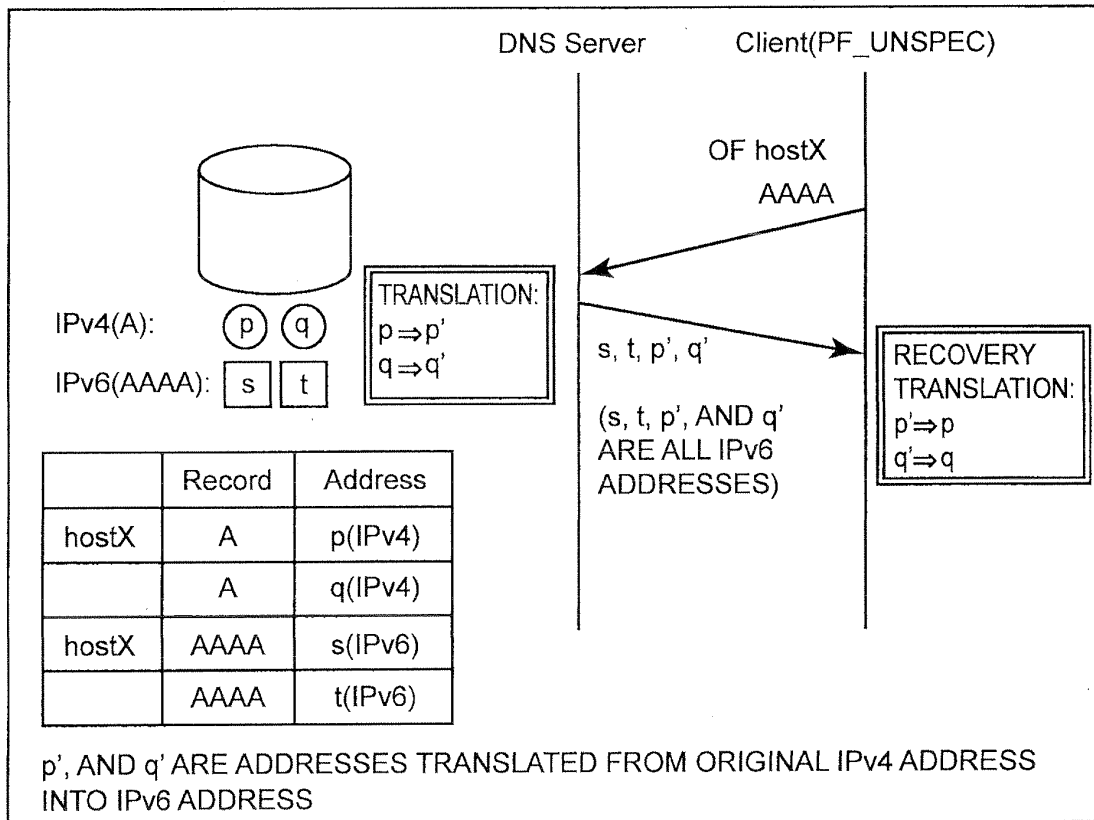 DNS Server
Client(PF_UNSPEC)
OF hostX
AAAA
IPv4(A): p q
IPv6(AAAA): s t
TRANSLATION:
p⇒p’
q⇒q’
s, t, p’, q’
(s, t, p’, AND q’
ARE ALL IPv6
ADDRESSES)
RECOVERY
TRANSLATION:
p’⇒p
q’⇒q
Record Address
hostX A p(IPv4)
A q(IPv4)
hostX AAAA s(IPv6)
AAAA t(IPv6)
p’, AND q’ ARE ADDRESSES TRANSLATED FROM ORIGINAL IPv4 ADDRESS
INTO IPv6 ADDRESS